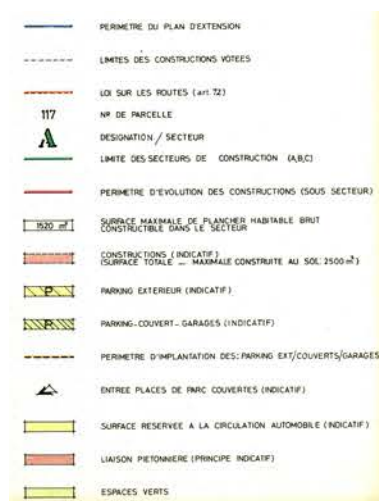 PERIMETRE DU PLAN D'EXTENSION
LIMITES DES CONSTRUCTIONS VOTEES
LOI SUR LES ROUTES (art. 72)
117 Nº DE PARCELLE
A DESIGNATION / SECTEUR
LIMITE DES SECTEURS DE CONSTRUCTION (A,B,C)
PERIMETRE D'EVOLUTION DES CONSTRUCTIONS (SOUS SECTEUR)
1520 m² SURFACE MAXIMALE DE PLANCHER HABITABLE BRUT
CONSTRUCTIBLE DANS LE SECTEUR
CONSTRUCTIONS (INDICATIF)
(SURFACE TOTALE _ MAXIMALE CONSTRUITE AU SOL: 2500 m²)
P PARKING EXTERIEUR (INDICATIF)
P PARKING-COUVERT-GARAGES (INDICATIF)
PERIMETRE D'IMPLANTATION DES: PARKING EXT/COUVERTS/GARAGES
ENTREE PLACES DE PARC COUVERTES (INDICATIF)
SURFACE RESERVEE A LA CIRCULATION AUTOMOBILE (INDICATIF)
LIAISON PIETONNIERE (PRINCIPE INDICATIF)
ESPACES VERTS